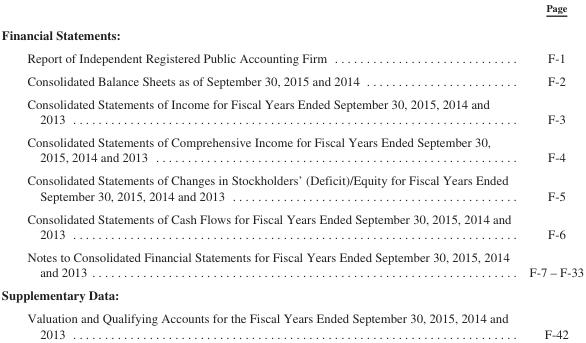 Page
Financial Statements:
Report of Independent Registered Public Accounting Firm . . . . . . . . . . . . . . . . . . . . . . . . . . . . . . F-1
Consolidated Balance Sheets as of September 30, 2015 and 2014 . . . . . . . . . . . . . . . . . . . . . . . . . F-2
Consolidated Statements of Income for Fiscal Years Ended September 30, 2015, 2014 and
2013 . . . . . . . . . . . . . . . . . . . . . . . . . . . . . . . . . . . . . . . . . . . . . . . . . . . . . . . . . . . . . . . . . . . . . . . . F-3
Consolidated Statements of Comprehensive Income for Fiscal Years Ended September 30,
2015, 2014 and 2013 . . . . . . . . . . . . . . . . . . . . . . . . . . . . . . . . . . . . . . . . . . . . . . . . . . . . . . . . . . F-4
Consolidated Statements of Changes in Stockholders’ (Deficit)/Equity for Fiscal Years Ended
September 30, 2015, 2014 and 2013 . . . . . . . . . . . . . . . . . . . . . . . . . . . . . . . . . . . . . . . . . . . . . . F-5
Consolidated Statements of Cash Flows for Fiscal Years Ended September 30, 2015, 2014 and
2013 . . . . . . . . . . . . . . . . . . . . . . . . . . . . . . . . . . . . . . . . . . . . . . . . . . . . . . . . . . . . . . . . . . . . . . . . F-6
Notes to Consolidated Financial Statements for Fiscal Years Ended September 30, 2015, 2014
and 2013 . . . . . . . . . . . . . . . . . . . . . . . . . . . . . . . . . . . . . . . . . . . . . . . . . . . . . . . . . . . . . . . . . . . . F-7 – F-33
Supplementary Data:
Valuation and Qualifying Accounts for the Fiscal Years Ended September 30, 2015, 2014 and
2013 . . . . . . . . . . . . . . . . . . . . . . . . . . . . . . . . . . . . . . . . . . . . . . . . . . . . . . . . . . . . . . . . . . . . . . . . F-42